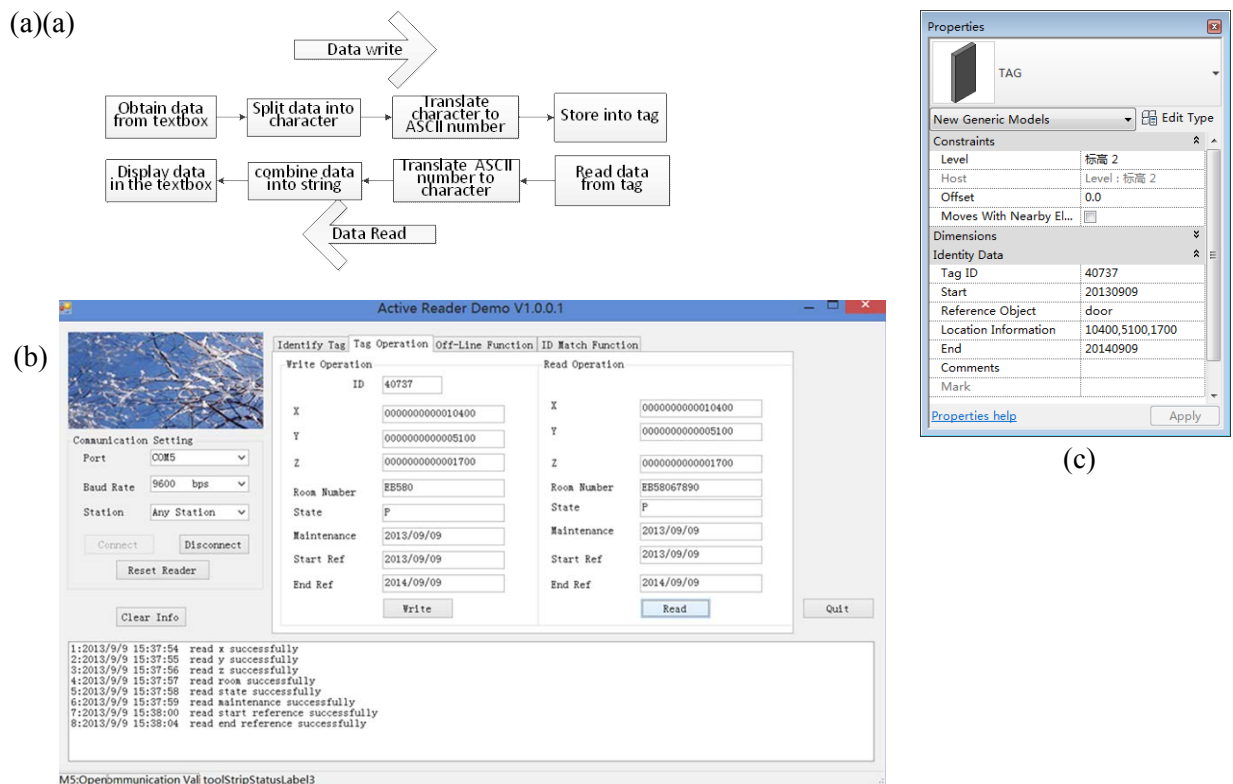 (a)(a)
Data write
Obtain data
from textbox
Split data into
character
Translate
character to
ASCII number
Store into tag
Display data
in the textbox
combine data
into string
Translate ASCII
number to
character
Read data
from tag
Data Read
(b)
Active Reader Demo V1.0.0.1
Identify Tag Tag Operation Off-Line Function ID Match Function
Communication Setting
Port COM5
Baud Rate 9600 bps
Station Any Station
Connect Disconnect
Reset Reader
Clear Info
Write Operation
ID 40737
X 0000000000010400
Y 0000000000005100
Z 0000000000001700
Room Number EB580
State P
Maintenance 2013/09/09
Start Ref 2013/09/09
End Ref 2014/09/09
Write
Read Operation
X 0000000000010400
Y 0000000000005100
Z 0000000000001700
Room Number EB58067890
State P
Maintenance 2013/09/09
Start Ref 2013/09/09
End Ref 2014/09/09
Read
Quit
1:2013/9/9 15:37:54 read x successfully
2:2013/9/9 15:37:55 read y successfully
3:2013/9/9 15:37:56 read z successfully
4:2013/9/9 15:37:57 read room successfully
5:2013/9/9 15:37:58 read state successfully
6:2013/9/9 15:37:59 read maintenance successfully
7:2013/9/9 15:38:00 read start reference successfully
8:2013/9/9 15:38:04 read end reference successfully
M5:Open ommunication Val toolStripStatusLabel3
Properties
TAG
New Generic Models Edit Type
Constraints
Level 标高 2
Host Level : 标高 2
Offset 0.0
Moves With Nearby El...
Dimensions
Identity Data
Tag ID 40737
Start 20130909
Reference Object door
Location Information 10400,5100,1700
End 20140909
Comments
Mark
Properties help Apply
(c)